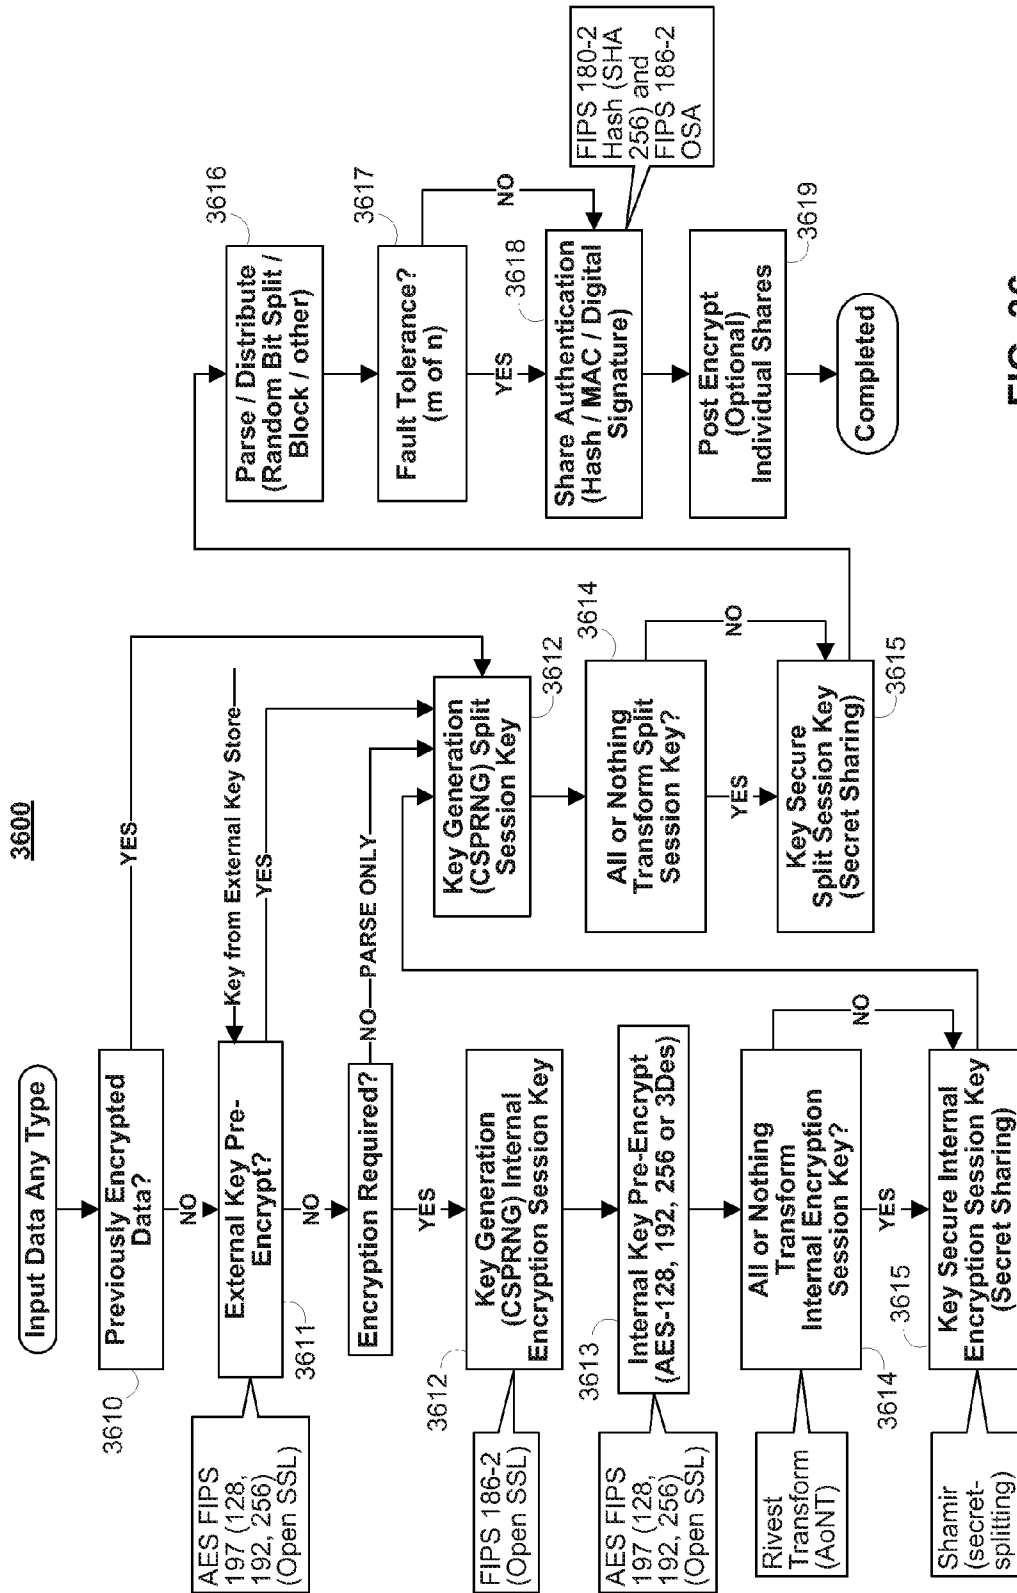 3600
Input Data Any Type
Previously Encrypted
Data?
3610
YES
NO
Key from External Key Store
External Key Pre-
Encrypt?
3611
AES FIPS
197 (128,
192, 256)
(Open SSL)
YES
NO
Encryption Required?
NO
PARSE ONLY
YES
Key Generation
(CSPRNG) Internal
Encryption Session Key
3612
FIPS 186-2
(Open SSL)
Internal Key Pre-Encrypt
(AES-128, 192, 256 or 3Des)
3613
AES FIPS
197 (128,
192, 256)
(Open SSL)
All or Nothing
Transform
Internal Encryption
Session Key?
3614
Rivest
Transform
(AoNT)
NO
YES
Key Secure Internal
Encryption Session Key
(Secret Sharing)
3615
Shamir
(secret-
splitting)
Key Generation
(CSPRNG) Split
Session Key
3612
All or Nothing
Transform Split
Session Key?
3614
NO
YES
Key Secure
Split Session Key
(Secret Sharing)
3615
Parse / Distribute
(Random Bit Split /
Block / other)
3616
Fault Tolerance?
(m of n)
3617
NO
YES
Share Authentication
(Hash / MAC / Digital
Signature)
3618
FIPS 180-2
Hash (SHA
256) and
FIPS 186-2
OSA
Post Encrypt
(Optional)
Individual Shares
3619
Completed